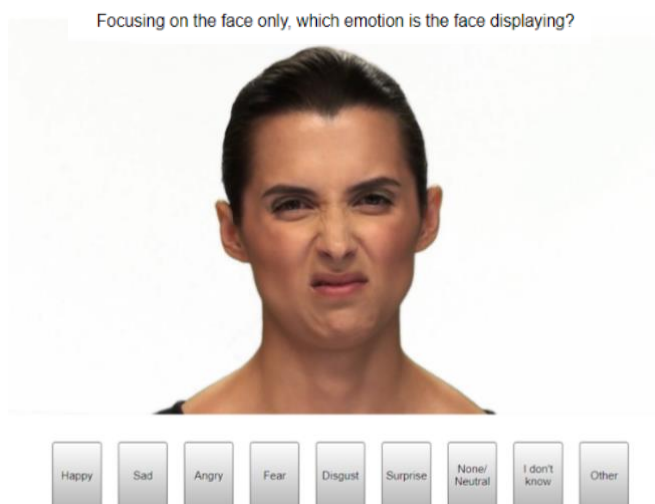 Focusing on the face only, which emotion is the face displaying?
Happy
Sad
Angry
Fear
Disgust
Surprise
None/
Neutral
I don't
know
Other